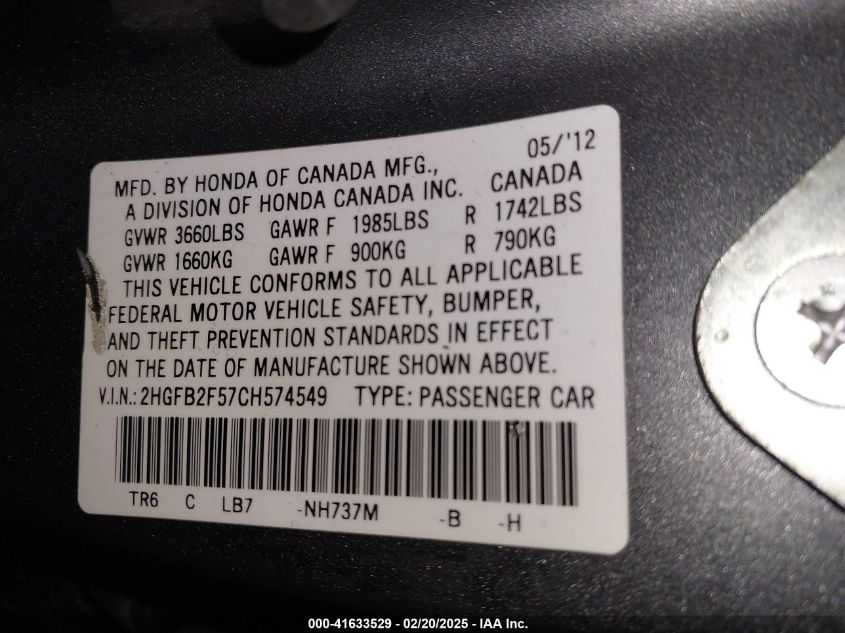 05/'12
MFD. BY HONDA OF CANADA MFG.,
A DIVISION OF HONDA CANADA INC. CANADA
GVWR 3660LBS GAWR F 1985LBS R 1742LBS
GVWR 1660KG GAWR F 900KG R 790KG
THIS VEHICLE CONFORMS TO ALL APPLICABLE
FEDERAL MOTOR VEHICLE SAFETY, BUMPER,
AND THEFT PREVENTION STANDARDS IN EFFECT
ON THE DATE OF MANUFACTURE SHOWN ABOVE.
V.I.N.: 2HGFB2F57CH574549 TYPE: PASSENGER CAR
TR6 C LB7 -NH737M -B -H
000-41633529 - 02/20/2025 - IAA Inc.